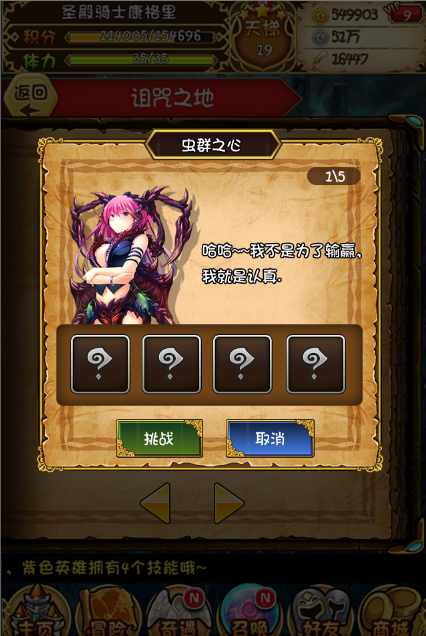 圣殿骑士康格里
积分 114005/154696
体力 35/35
天梯
19
549903
51万
16447
VIP 9
返回
诅咒之地
虫群之心
1\5
哈哈~~我不是为了输赢，
我就是认真.
挑战
取消
，紫色英雄拥有4个技能哦~
主页
冒险
N
奇遇
N
召唤
好友
商城